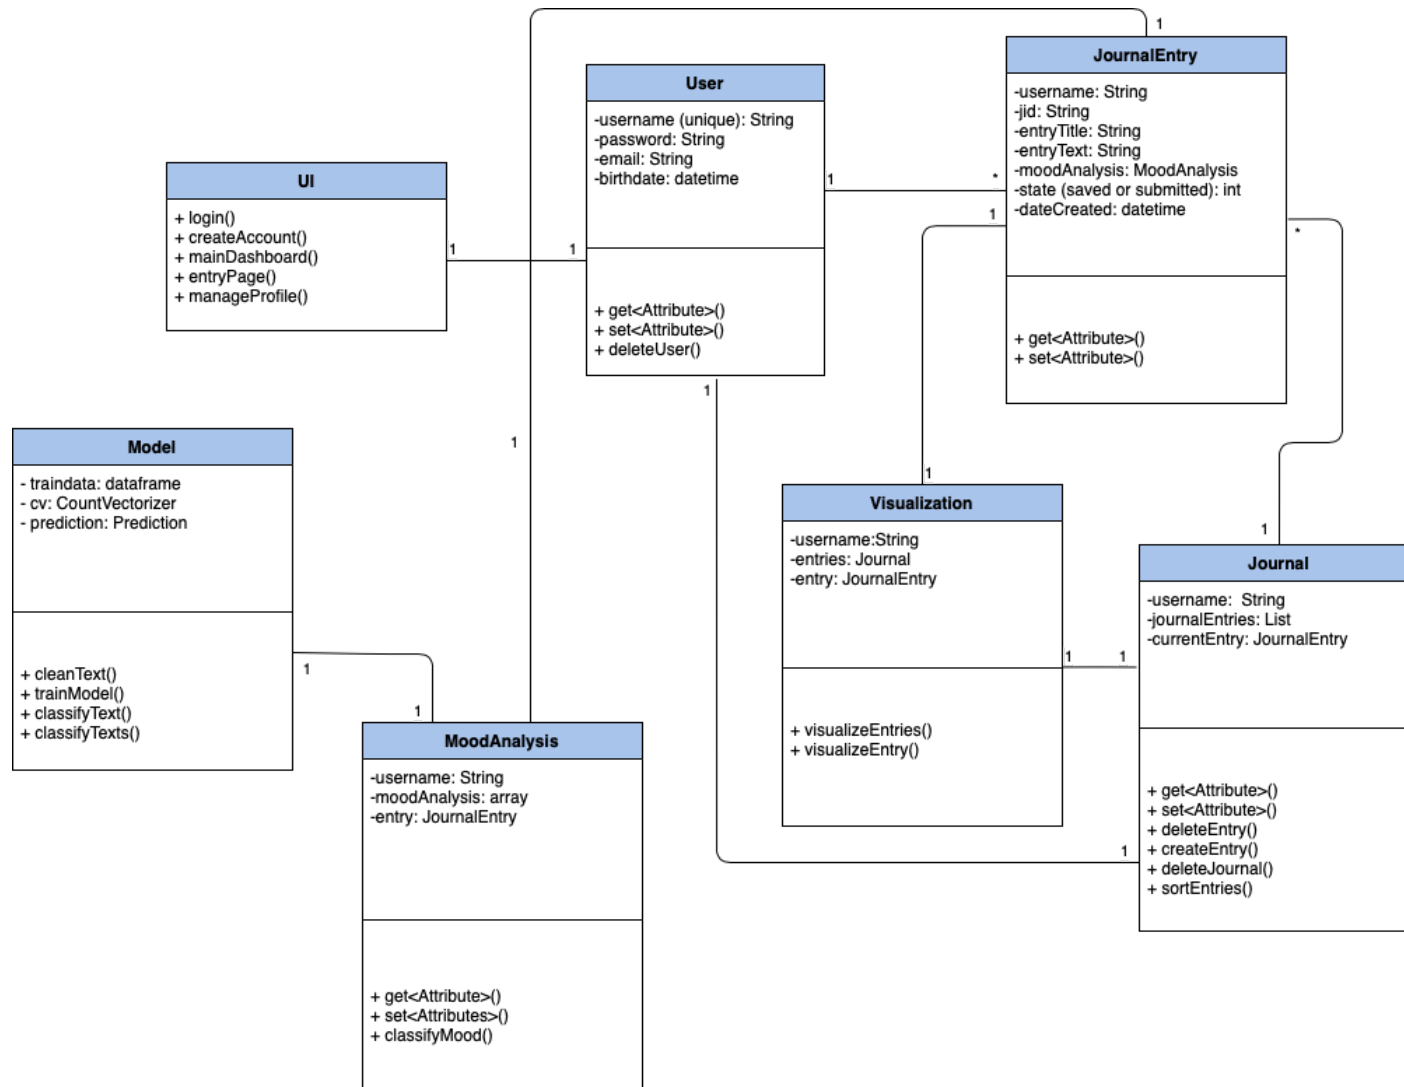 1
JournalEntry
-username: String
-jid: String
-entryTitle: String
-entryText: String
-moodAnalysis: MoodAnalysis
-state (saved or submitted): int
-dateCreated: datetime
+ get<Attribute>()
+ set<Attribute>()
User
-username (unique): String
-password: String
-email: String
-birthdate: datetime
+ get<Attribute>()
+ set<Attribute>()
+ deleteUser()
1
*
1
*
UI
+ login()
+ createAccount()
+ mainDashboard()
+ entryPage()
+ manageProfile()
1
1
1
1
Model
- traindata: dataframe
- cv: CountVectorizer
- prediction: Prediction
+ cleanText()
+ trainModel()
+ classifyText()
+ classifyTexts()
1
1
MoodAnalysis
-username: String
-moodAnalysis: array
-entry: JournalEntry
+ get<Attribute>()
+ set<Attributes>()
+ classifyMood()
1
Visualization
-username:String
-entries: Journal
-entry: JournalEntry
+ visualizeEntries()
+ visualizeEntry()
1
1
1
Journal
-username:  String
-journalEntries: List
-currentEntry: JournalEntry
+ get<Attribute>()
+ set<Attribute>()
+ deleteEntry()
+ createEntry()
+ deleteJournal()
+ sortEntries()
1